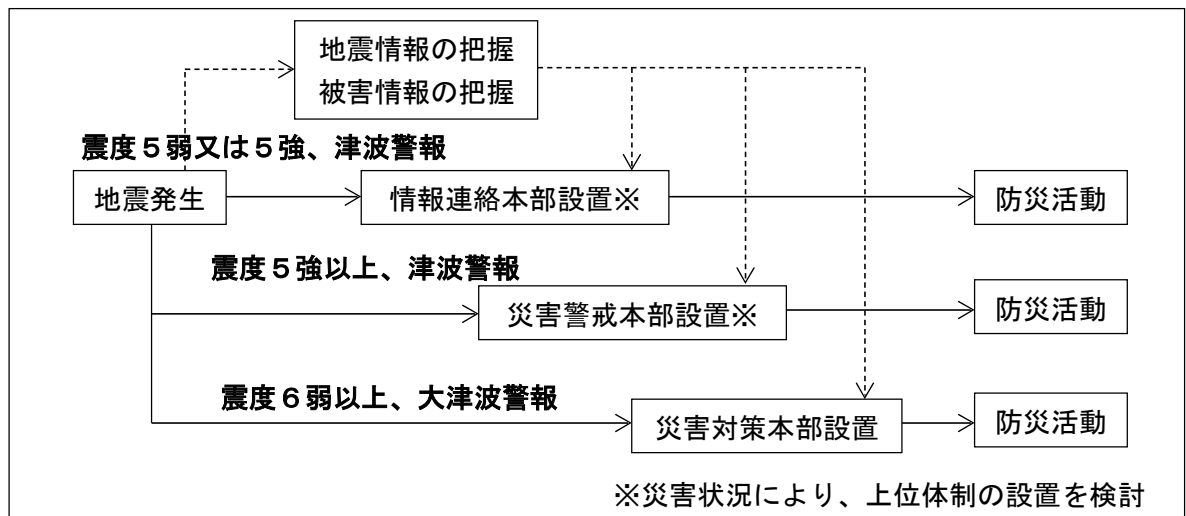 地震情報の把握
被害情報の把握
震度５弱又は５強、津波警報
地震発生
情報連絡本部設置※
防災活動
震度５強以上、津波警報
災害警戒本部設置※
防災活動
震度６弱以上、大津波警報
災害対策本部設置
防災活動
※災害状況により、上位体制の設置を検討